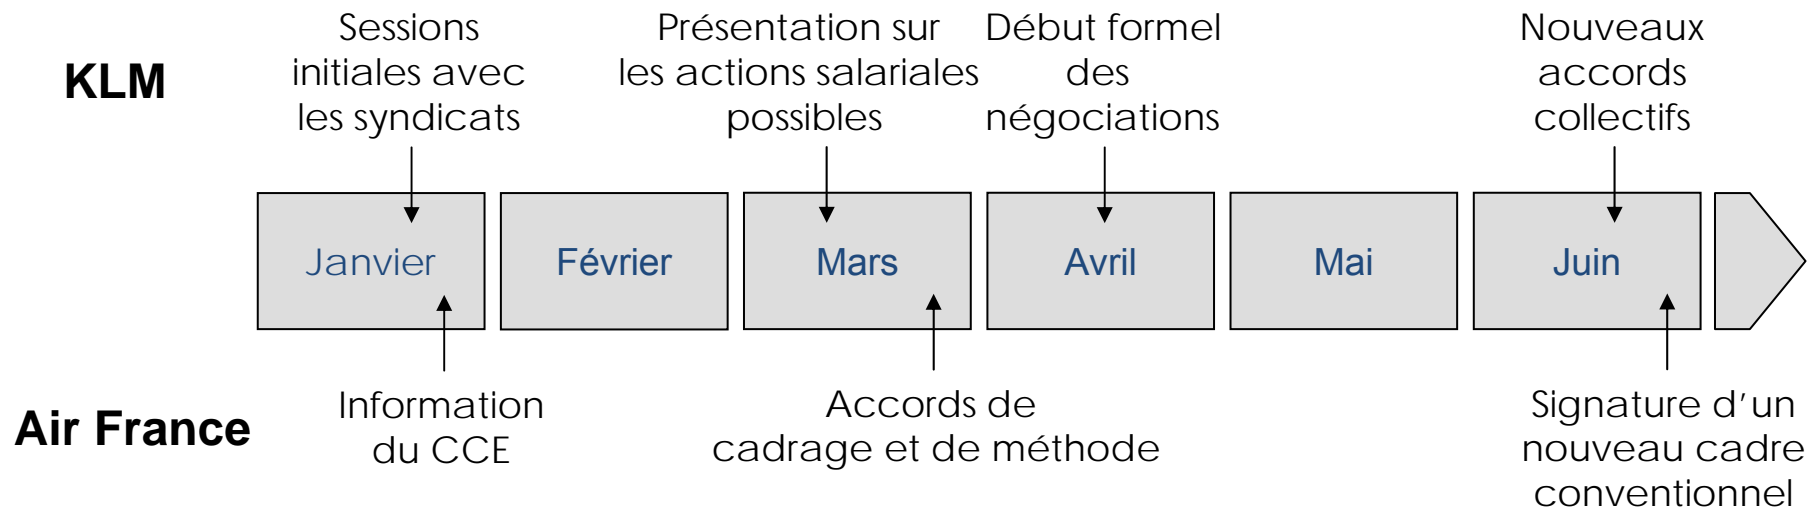 KLM
Sessions
initiales avec
les syndicats
Présentation sur
les actions salariales
possibles
Début formel
des
négociations
Nouveaux
accords
collectifs
Janvier
Février
Mars
Avril
Mai
Juin
Air France
Information
du CCE
Accords de
cadrage et de méthode
Signature d’un
nouveau cadre
conventionnel